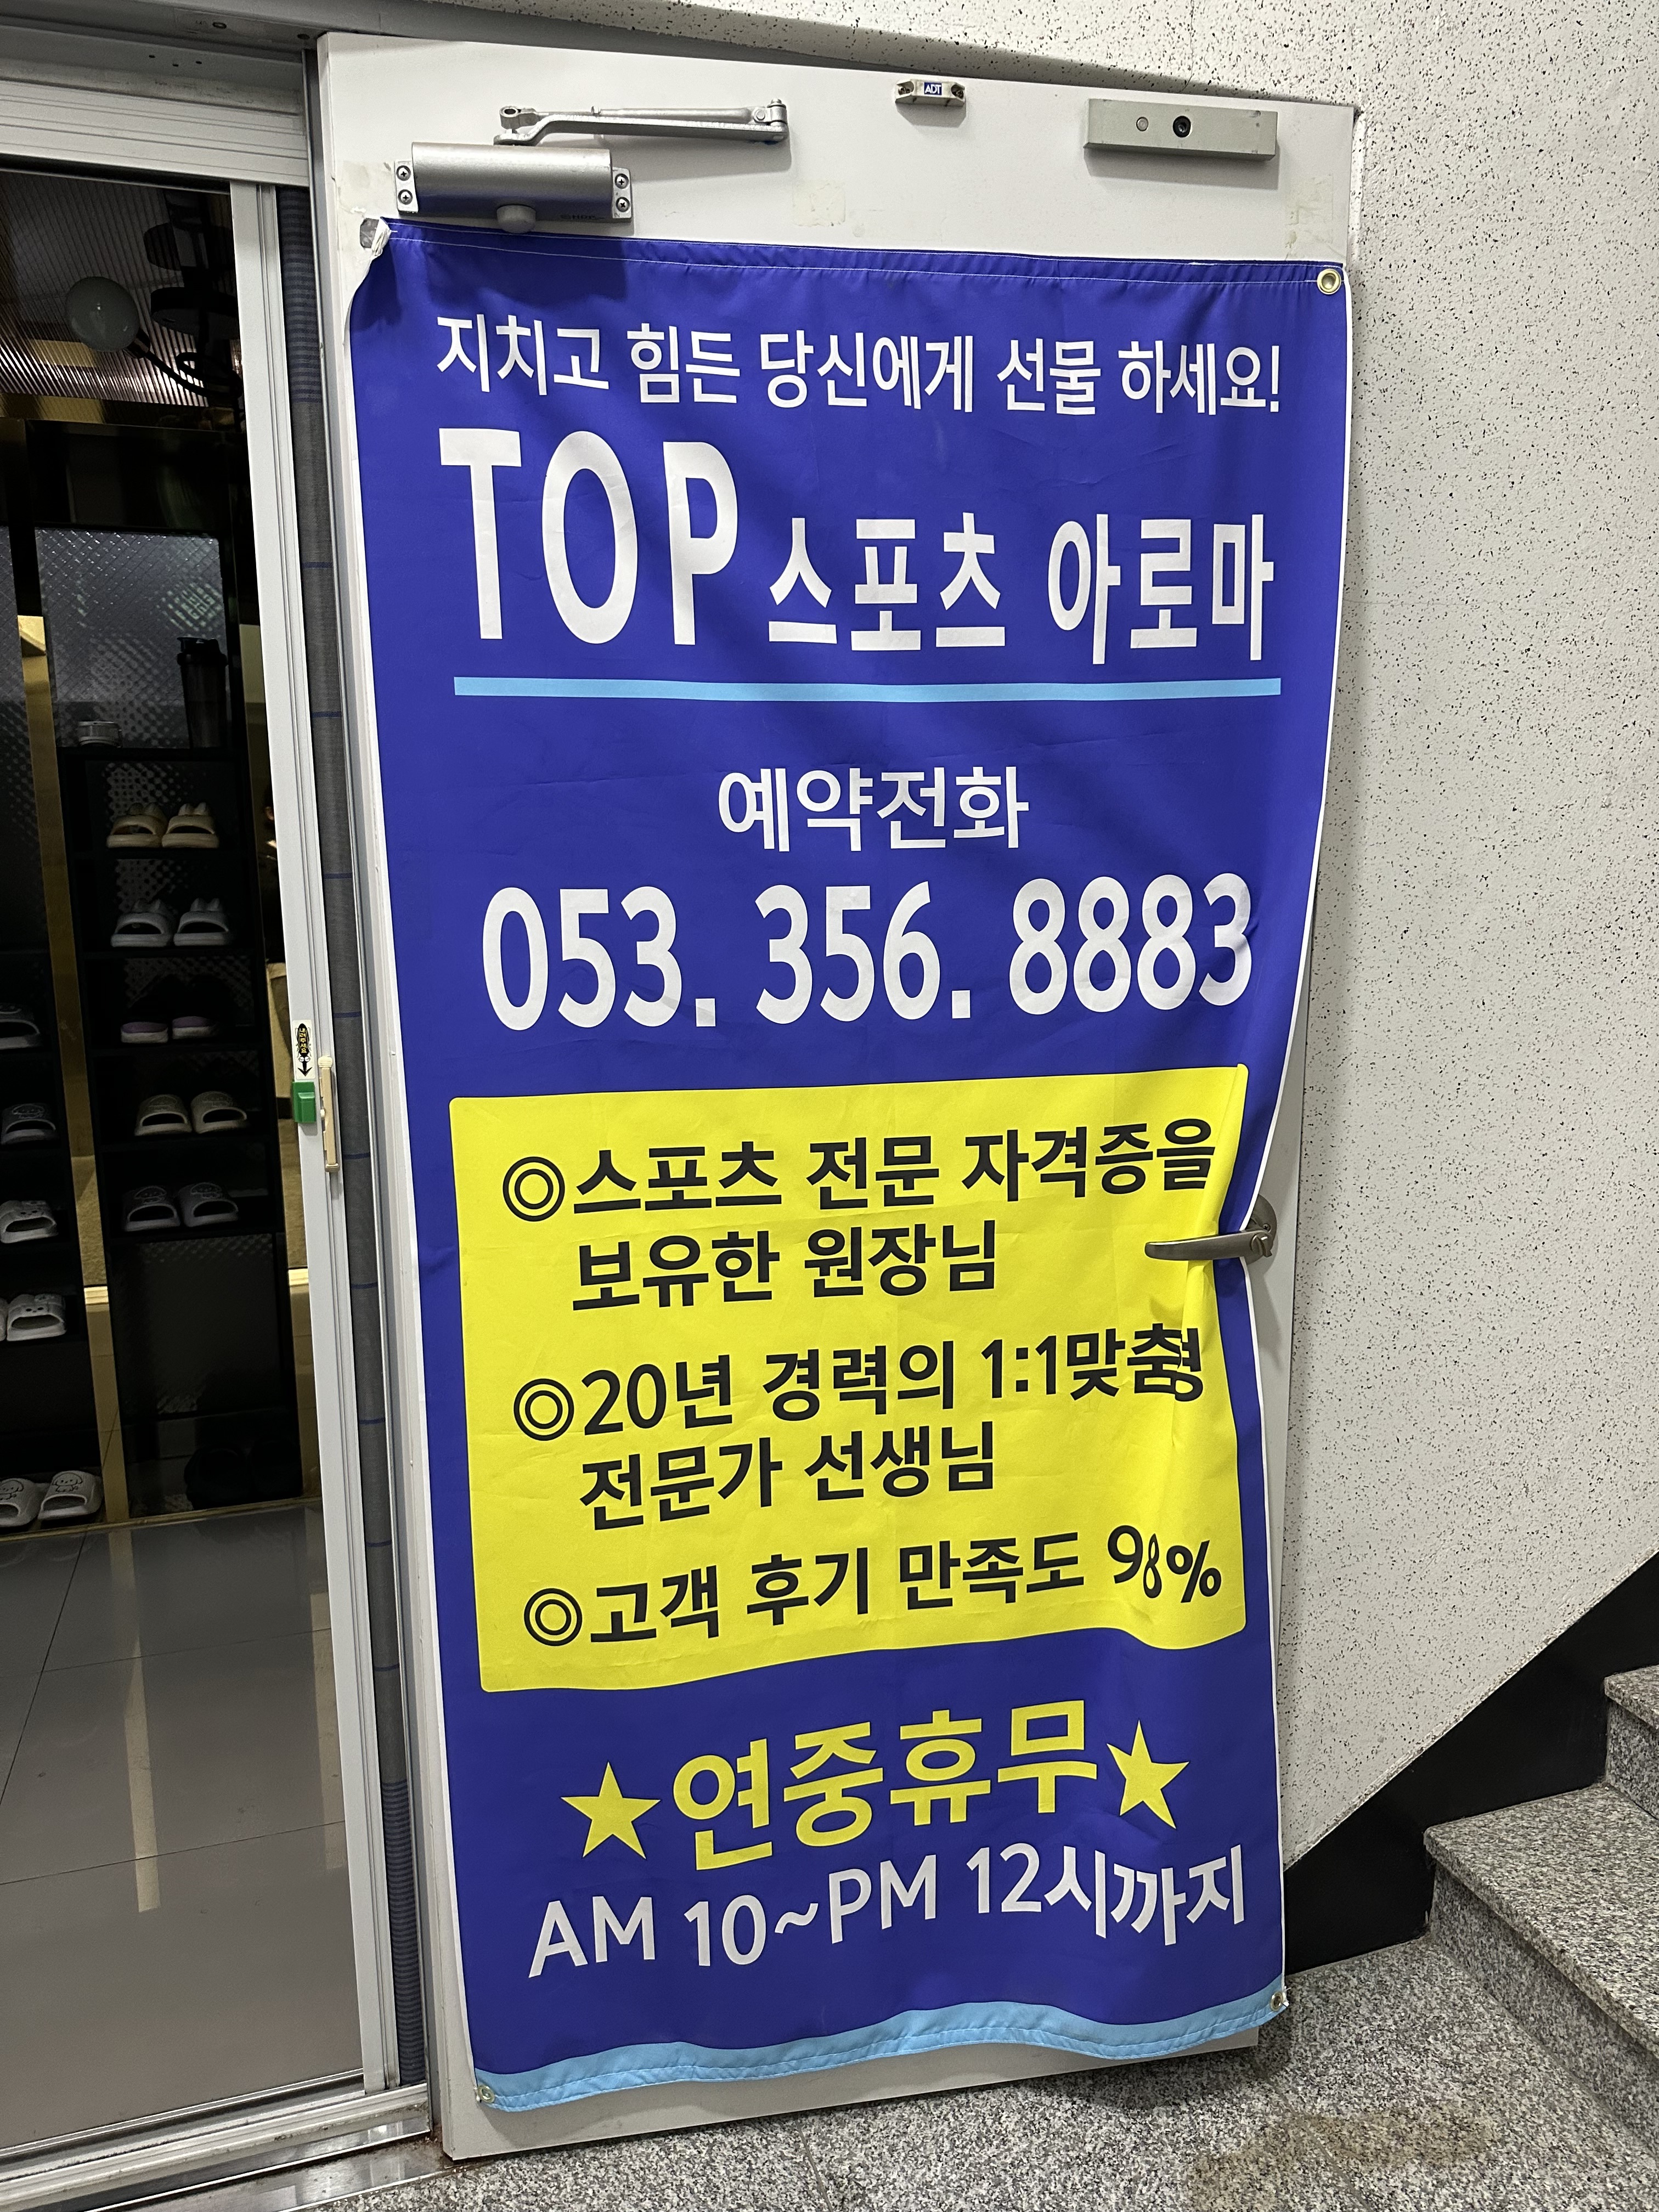 ADT
지치고 힘든 당신에게 선물 하세요!
TOP 스포츠 아로마
예약전화
053. 356. 8883
◎스포츠 전문 자격증을
보유한 원장님
◎20년 경력의 1:1맞춤형
전문가 선생님
◎고객 후기 만족도 98%
★연중휴무★
AM 10~PM 12시까지